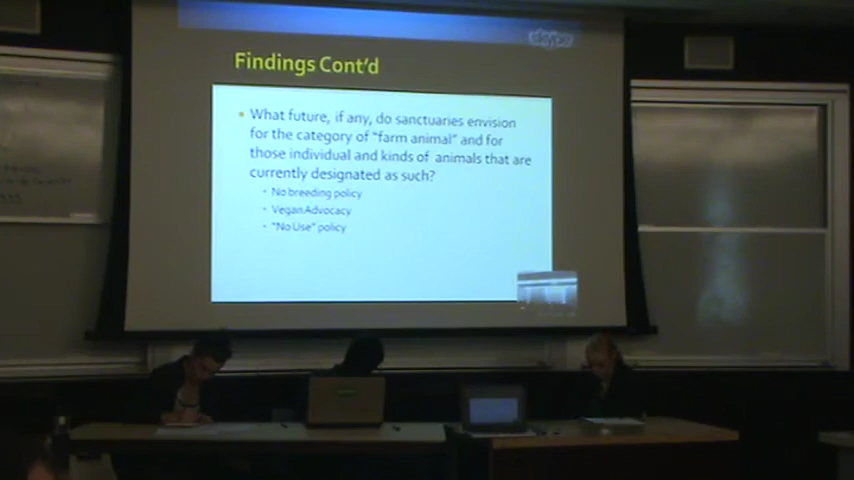 skype
Findings Cont'd
What future, if any, do sanctuaries envision
for the category of "farm animal" and for
those individual and kinds of animals that are
currently designated as such?
No breeding policy
Vegan Advocacy
"No Use" policy